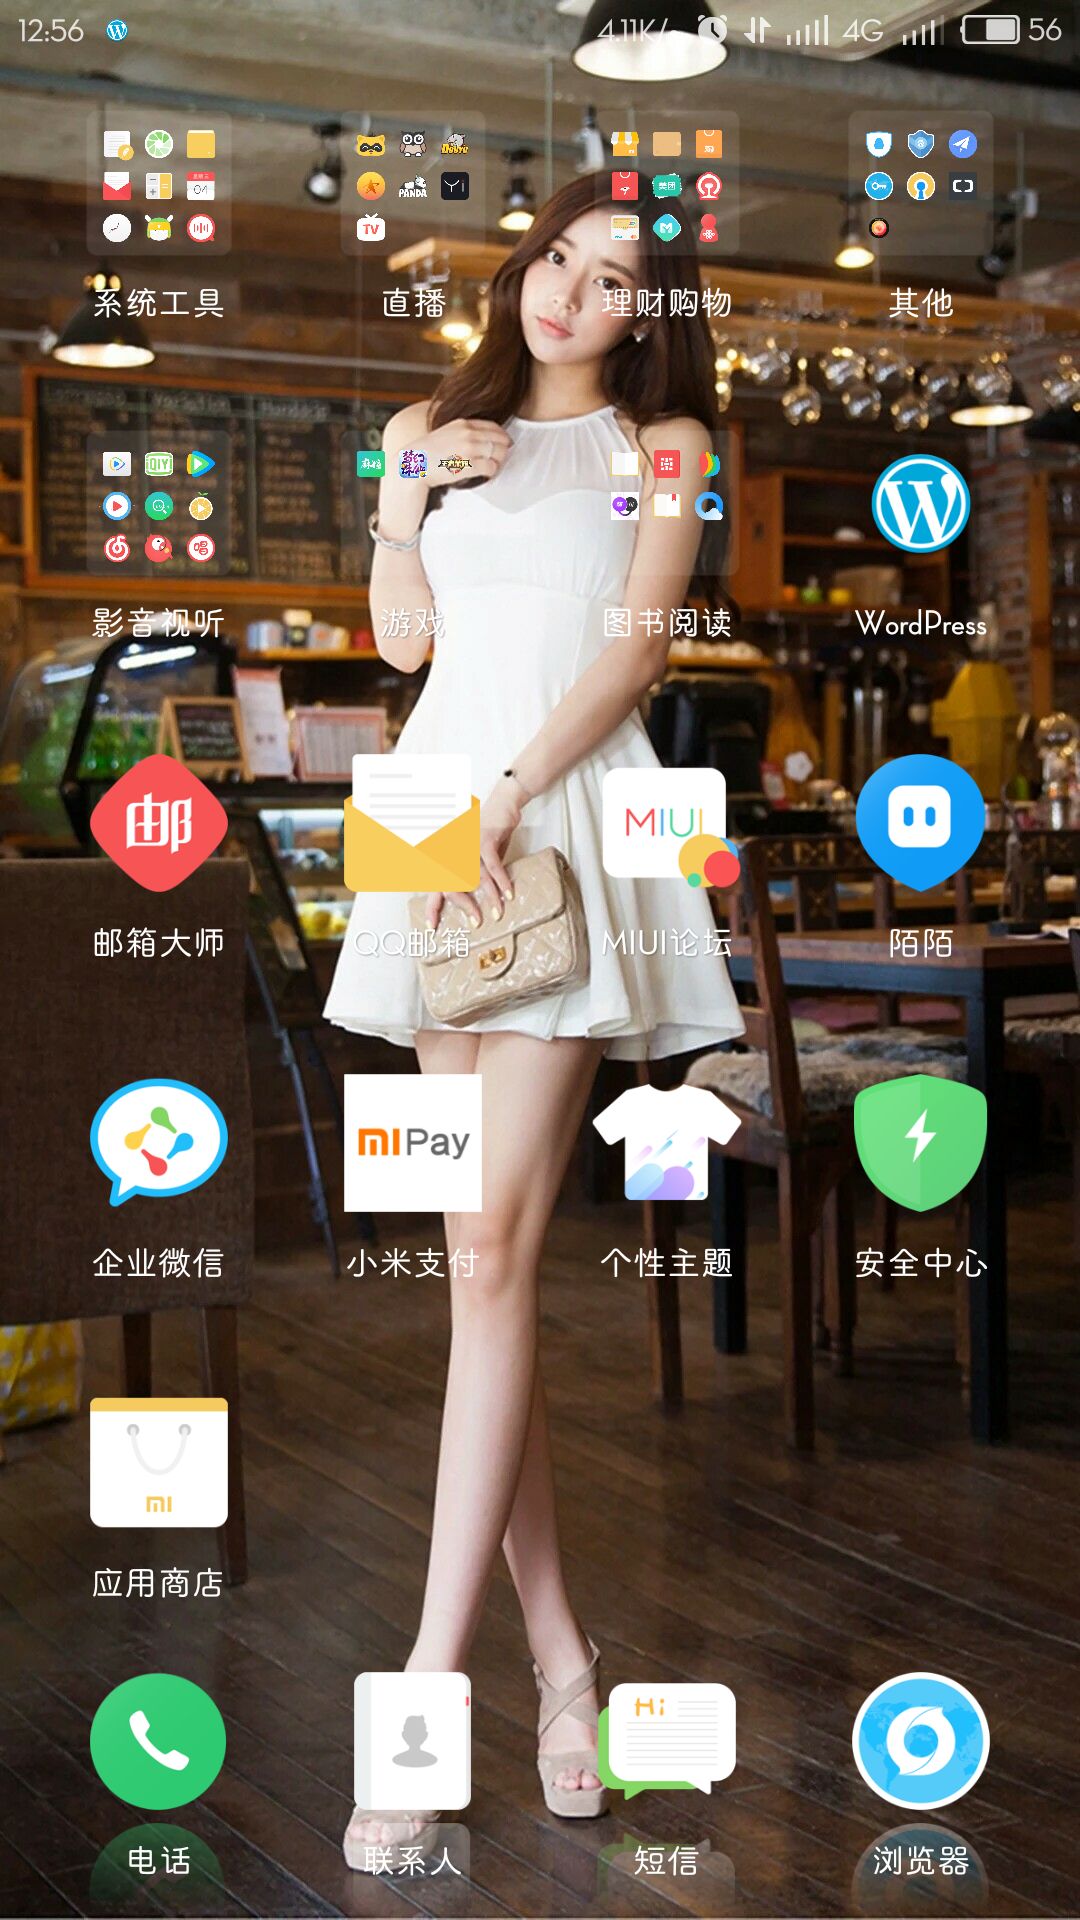 12:56 4.11K/s 4G 56
系统工具 直播 理财购物 其他
影音视听 游戏 图书阅读 WordPress
邮
MIUI
邮箱大师 QQ邮箱 MIUI论坛 陌陌
mi Pay
企业微信 小米支付 个性主题 安全中心
mi
应用商店
Hi
电话 联系人 短信 浏览器